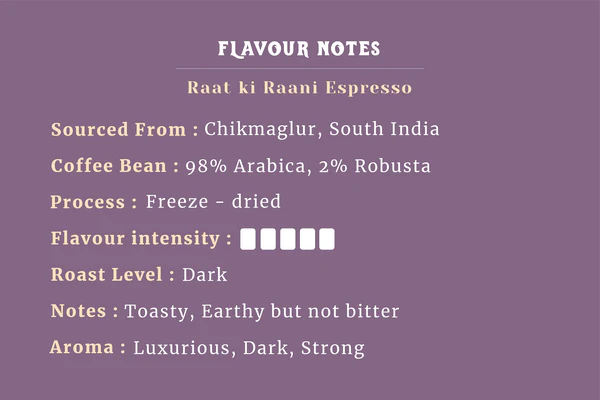 FLAVOUR NOTES
Raat ki Raani Espresso
Sourced From : Chikmaglur, South India
Coffee Bean : 98% Arabica, 2% Robusta
Process : Freeze - dried
Flavour intensity :
Roast Level : Dark
Notes : Toasty, Earthy but not bitter
Aroma : Luxurious, Dark, Strong